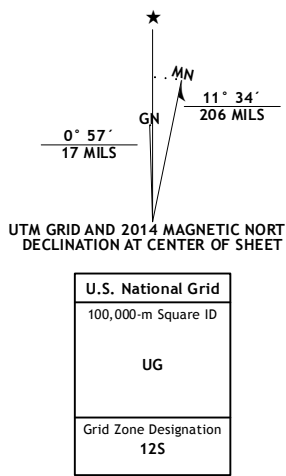 ★
MN
GN
11° 34´
206 MILS
0° 57´
17 MILS
UTM GRID AND 2014 MAGNETIC NORT
DECLINATION AT CENTER OF SHEET
U.S. National Grid
100,000-m Square ID
UG
Grid Zone Designation
12S